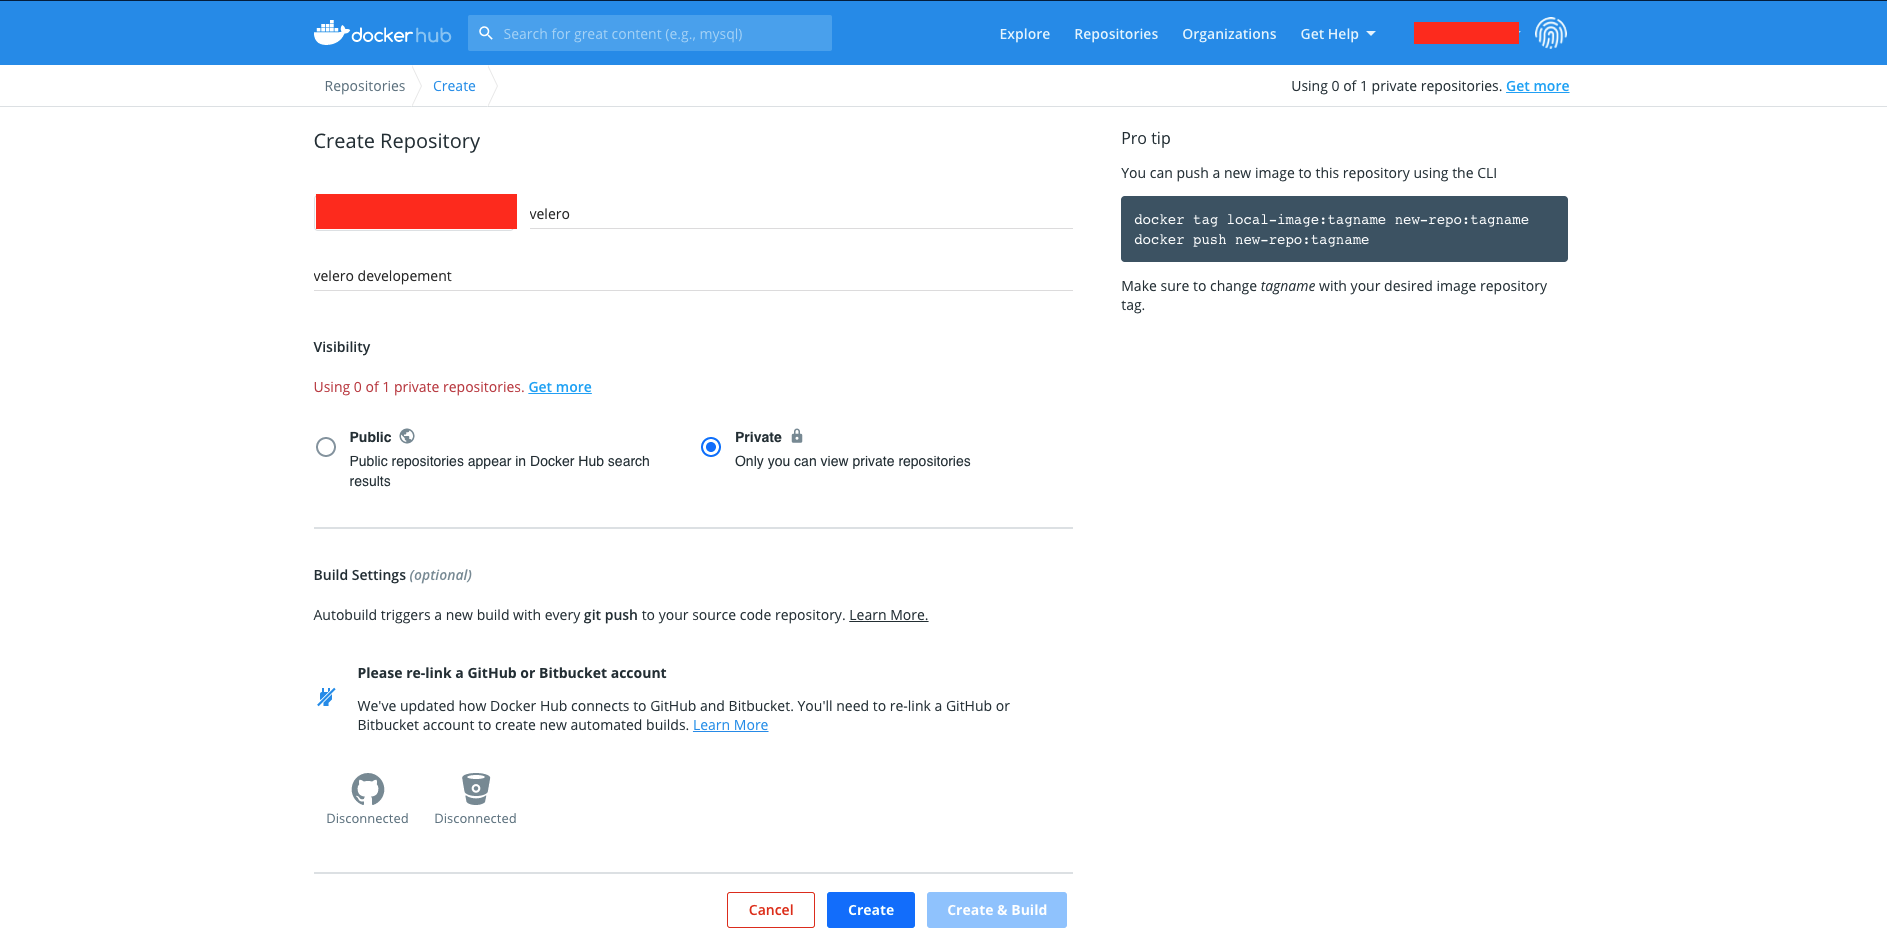 docker hub
Search for great content (e.g., mysql)
Explore
Repositories
Organizations
Get Help
Repositories
Create
Using 0 of 1 private repositories. Get more
Create Repository
velero
velero developement
Visibility
Using 0 of 1 private repositories. Get more
Public
Public repositories appear in Docker Hub search
results
Private
Only you can view private repositories
Build Settings (optional)
Autobuild triggers a new build with every git push to your source code repository. Learn More.
Please re-link a GitHub or Bitbucket account
We've updated how Docker Hub connects to GitHub and Bitbucket. You'll need to re-link a GitHub or
Bitbucket account to create new automated builds. Learn More
Disconnected
Disconnected
Cancel
Create
Create & Build
Pro tip
You can push a new image to this repository using the CLI
docker tag local-image:tagname new-repo:tagname
docker push new-repo:tagname
Make sure to change tagname with your desired image repository
tag.